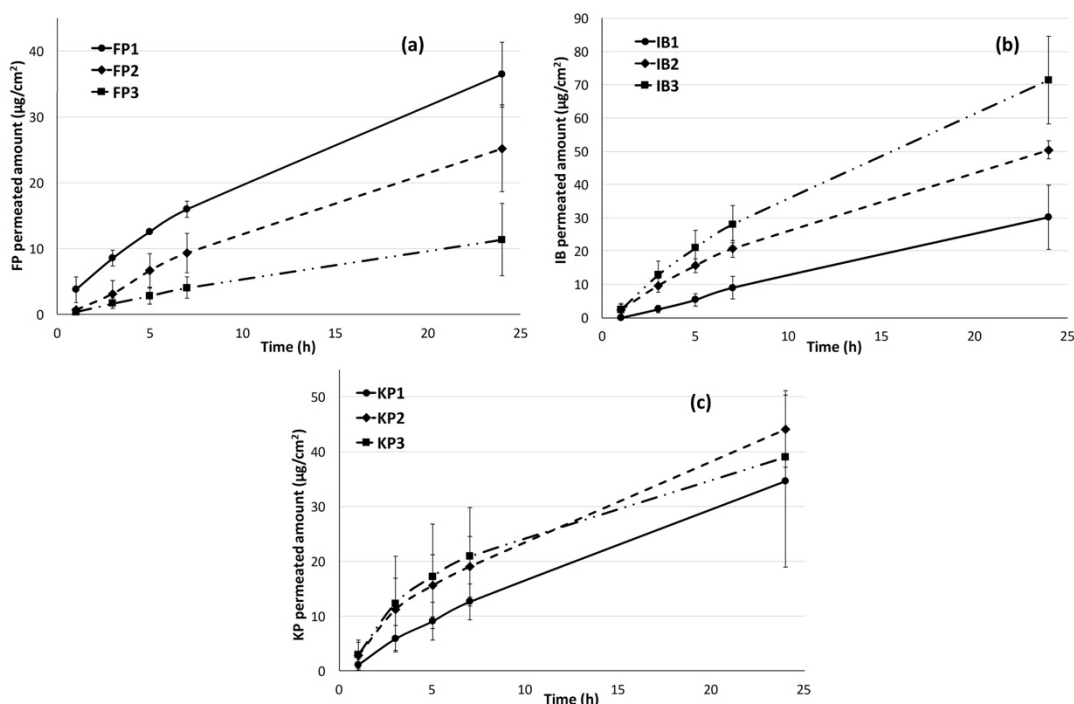 (a)
FP1
FP2
FP3
FP permeated amount (µg/cm²)
40
30
20
10
0
0 5 10 15 20 25
Time (h)
(b)
IB1
IB2
IB3
IB permeated amount (µg/cm²)
90
80
70
60
50
40
30
20
10
0
0 5 10 15 20 25
Time (h)
(c)
KP1
KP2
KP3
KP permeated amount (µg/cm²)
50
40
30
20
10
0
0 5 10 15 20 25
Time (h)